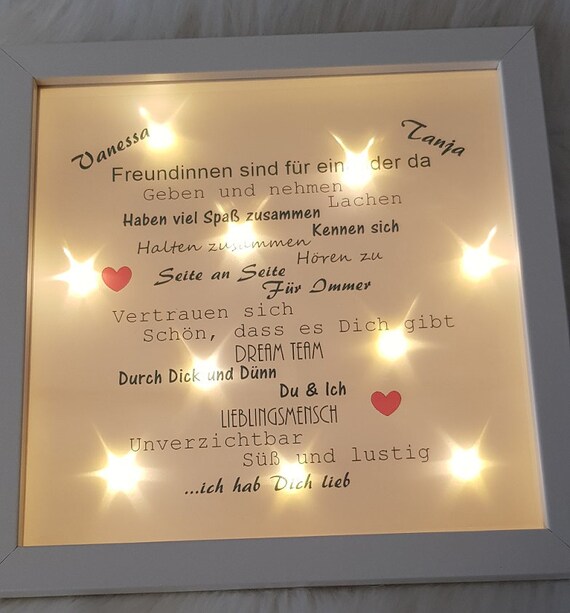 Vanessa
Tanja
Freundinnen sind für einander da
Geben und nehmen
Lachen
Haben viel Spaß zusammen
Kennen sich
Halten zusammen
Hören zu
Seite an Seite
Für Immer
Vertrauen sich
Schön, dass es Dich gibt
DREAM TEAM
Durch Dick und Dünn
Du & Ich
LIEBLINGSMENSCH
Unverzichtbar
Süß und lustig
...ich hab Dich lieb